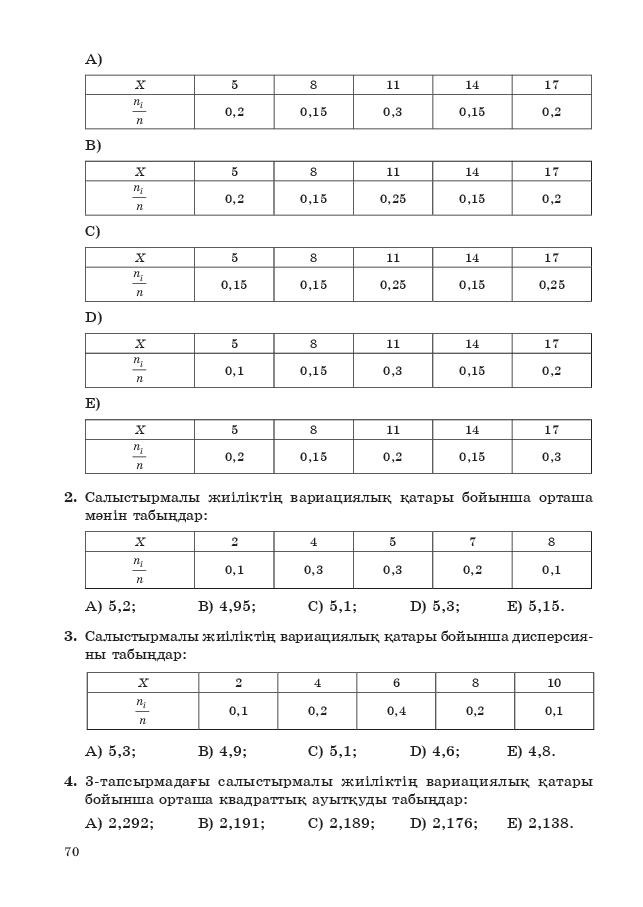 A)
X 5 8 11 14 17
n_i/n 0,2 0,15 0,3 0,15 0,2
B)
X 5 8 11 14 17
n_i/n 0,2 0,15 0,25 0,15 0,2
C)
X 5 8 11 14 17
n_i/n 0,15 0,15 0,25 0,15 0,25
D)
X 5 8 11 14 17
n_i/n 0,1 0,15 0,3 0,15 0,2
E)
X 5 8 11 14 17
n_i/n 0,2 0,15 0,2 0,15 0,3
2. Салыстырмалы жиіліктің вариациялық қатары бойынша орташа
мәнін табыңдар:
X 2 4 5 7 8
n_i/n 0,1 0,3 0,3 0,2 0,1
A) 5,2; B) 4,95; C) 5,1; D) 5,3; E) 5,15.
3. Салыстырмалы жиіліктің вариациялық қатары бойынша дисперсия-
ны табыңдар:
X 2 4 6 8 10
n_i/n 0,1 0,2 0,4 0,2 0,1
A) 5,3; B) 4,9; C) 5,1; D) 4,6; E) 4,8.
4. 3-тапсырмадағы салыстырмалы жиіліктің вариациялық қатары
бойынша орташа квадраттық ауытқуды табыңдар:
A) 2,292; B) 2,191; C) 2,189; D) 2,176; E) 2,138.
70